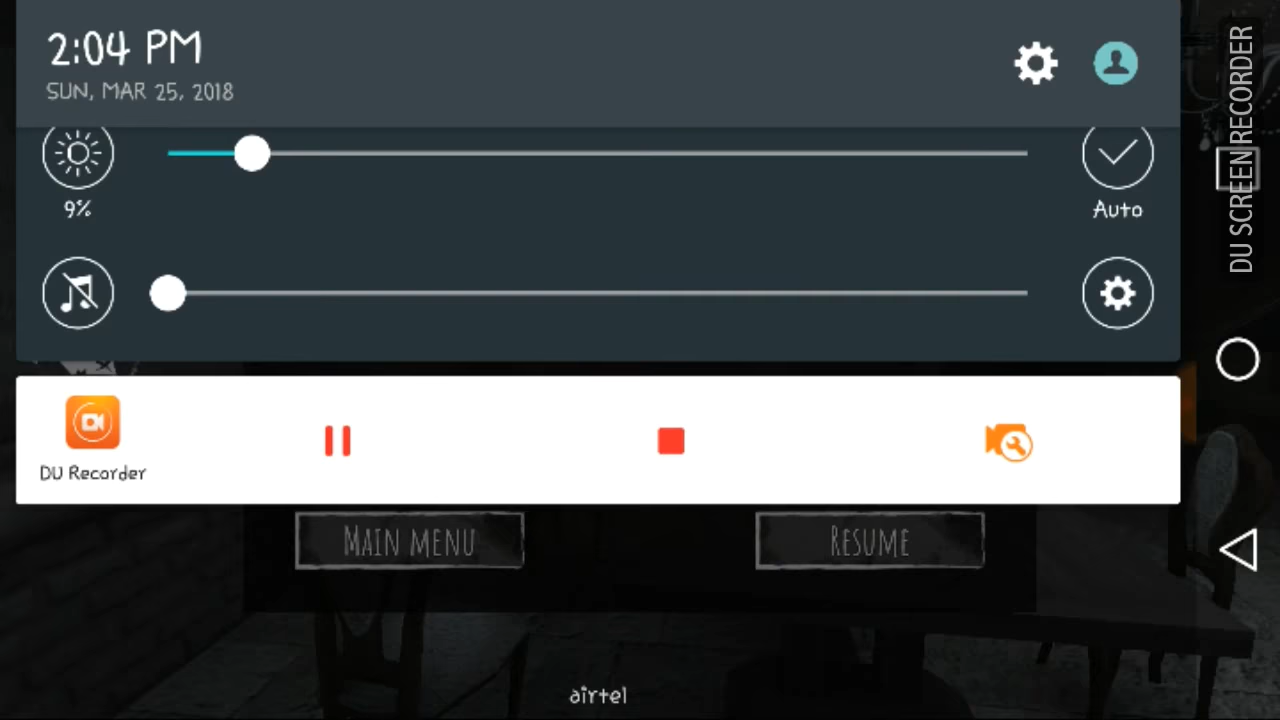 2:04 PM
SUN, MAR 25, 2018
9%
Auto
DU Recorder
MAIN MENU
RESUME
airtel
DU SCREEN RECORDER